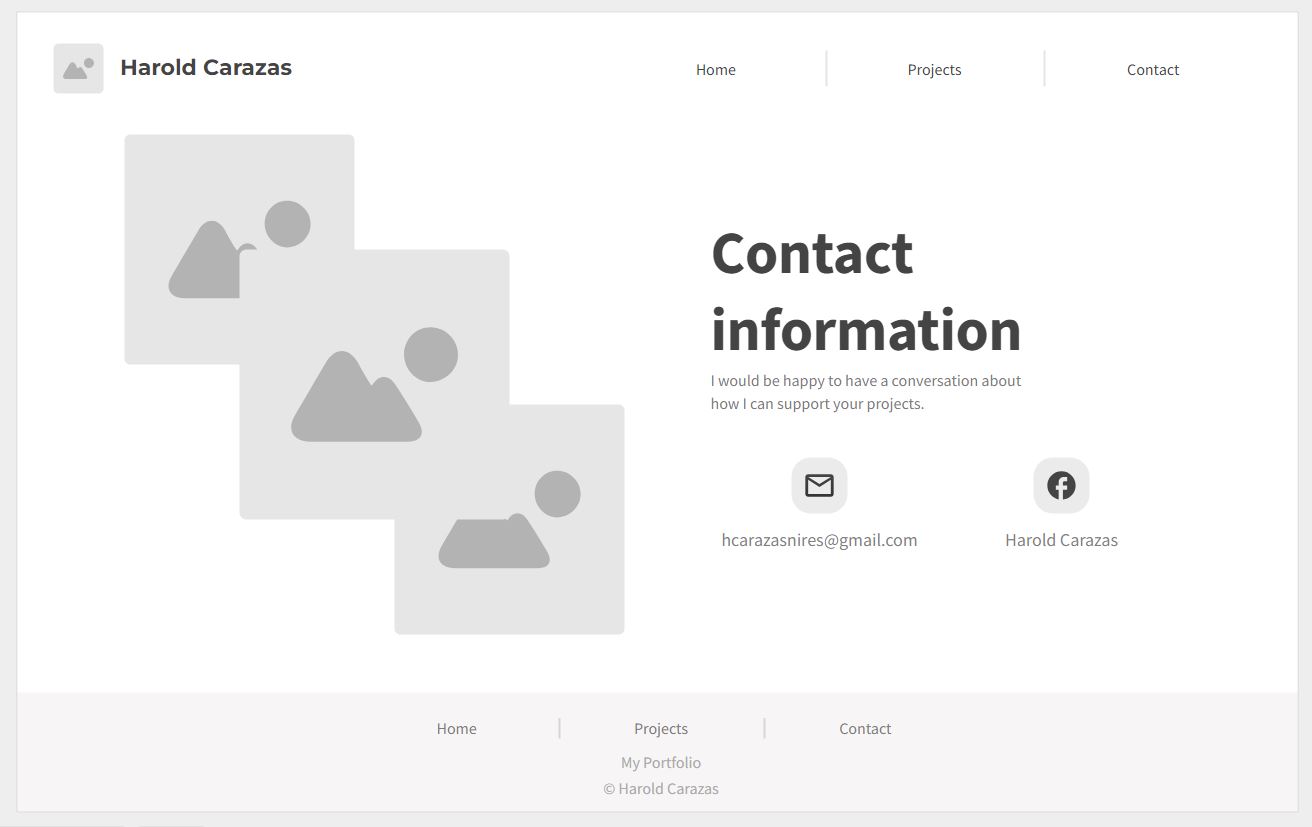 Harold Carazas
Home
Projects
Contact
Contact
information
I would be happy to have a conversation about
how I can support your projects.
hcarazasnires@gmail.com
Harold Carazas
Home
Projects
Contact
My Portfolio
© Harold Carazas